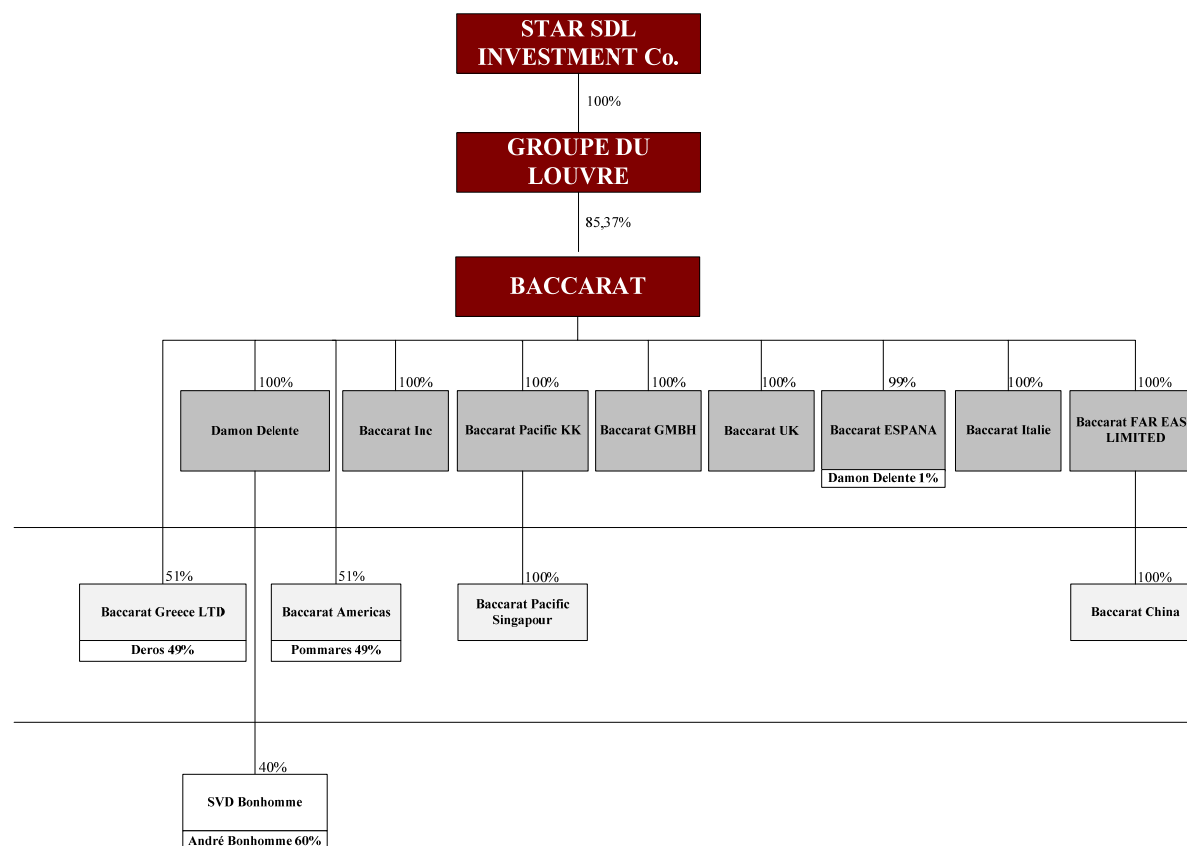 STAR SDL
INVESTMENT Co.
100%
GROUPE DU
LOUVRE
85,37%
BACCARAT
100%
100%
100%
100%
100%
99%
100%
100%
Damon Delente
Baccarat Inc
Baccarat Pacific KK
Baccarat GMBH
Baccarat UK
Baccarat ESPANA
Baccarat Italie
Baccarat FAR EAS
LIMITED
Damon Delente 1%
51%
51%
100%
100%
Baccarat Greece LTD
Baccarat Americas
Baccarat Pacific
Singapour
Baccarat China
Deros 49%
Pommares 49%
40%
SVD Bonhomme
André Bonhomme 60%